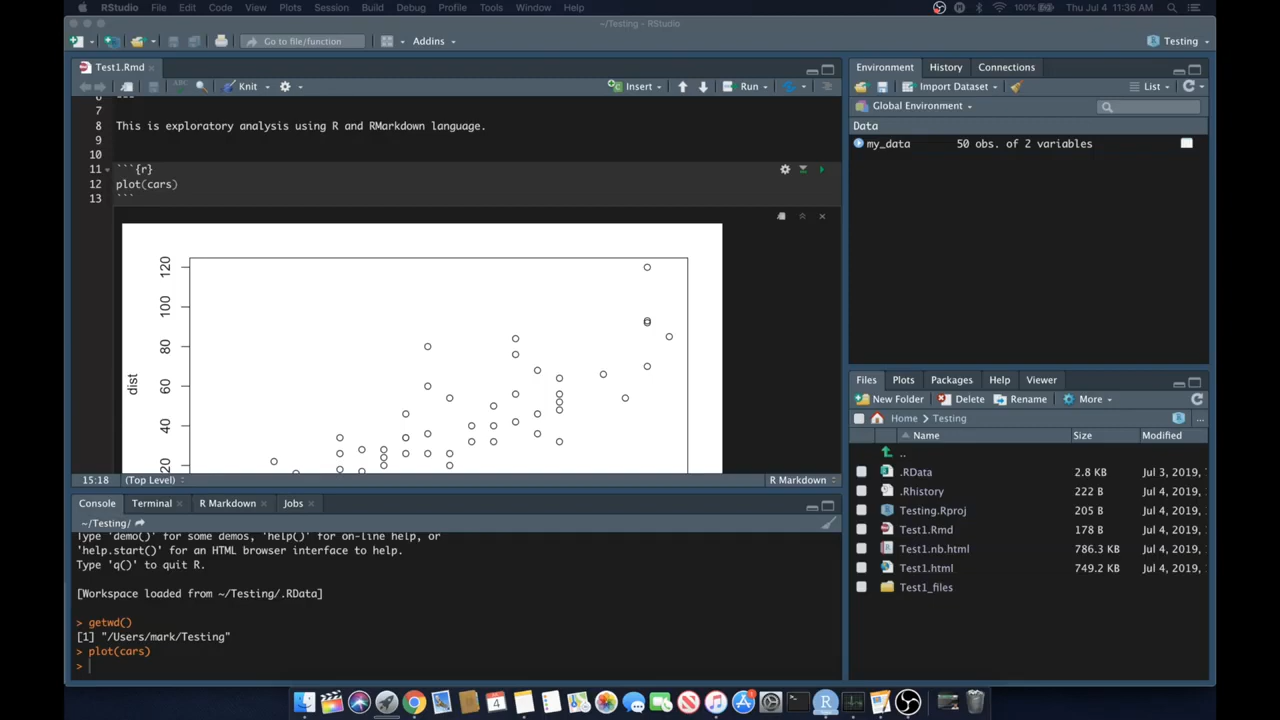 RStudio File Edit Code View Plots Session Build Debug Profile Tools Window Help 100% Thu Jul 4 11:36 AM
~/Testing - RStudio
Go to file/function Addins Testing
Test1.Rmd
Knit Insert Run
6 ---
7
8 This is exploratory analysis using R and RMarkdown language.
9
10
11 ```{r}
12 plot(cars)
13 ```
120
100
80
60
40
20
dist
15:18 (Top Level) R Markdown
Console Terminal R Markdown Jobs
~/Testing/
Type 'demo()' for some demos, 'help()' for on-line help, or
'help.start()' for an HTML browser interface to help.
Type 'q()' to quit R.
[Workspace loaded from ~/Testing/.RData]
> getwd()
[1] "/Users/mark/Testing"
> plot(cars)
>
Environment History Connections
Import Dataset List
Global Environment
Data
my_data 50 obs. of 2 variables
Files Plots Packages Help Viewer
New Folder Delete Rename More
Home Testing ...
Name Size Modified
..
.RData 2.8 KB Jul 3, 2019,
.Rhistory 222 B Jul 4, 2019,
Testing.Rproj 205 B Jul 4, 2019,
Test1.Rmd 178 B Jul 4, 2019,
Test1.nb.html 786.3 KB Jul 4, 2019,
Test1.html 749.2 KB Jul 4, 2019,
Test1_files
4